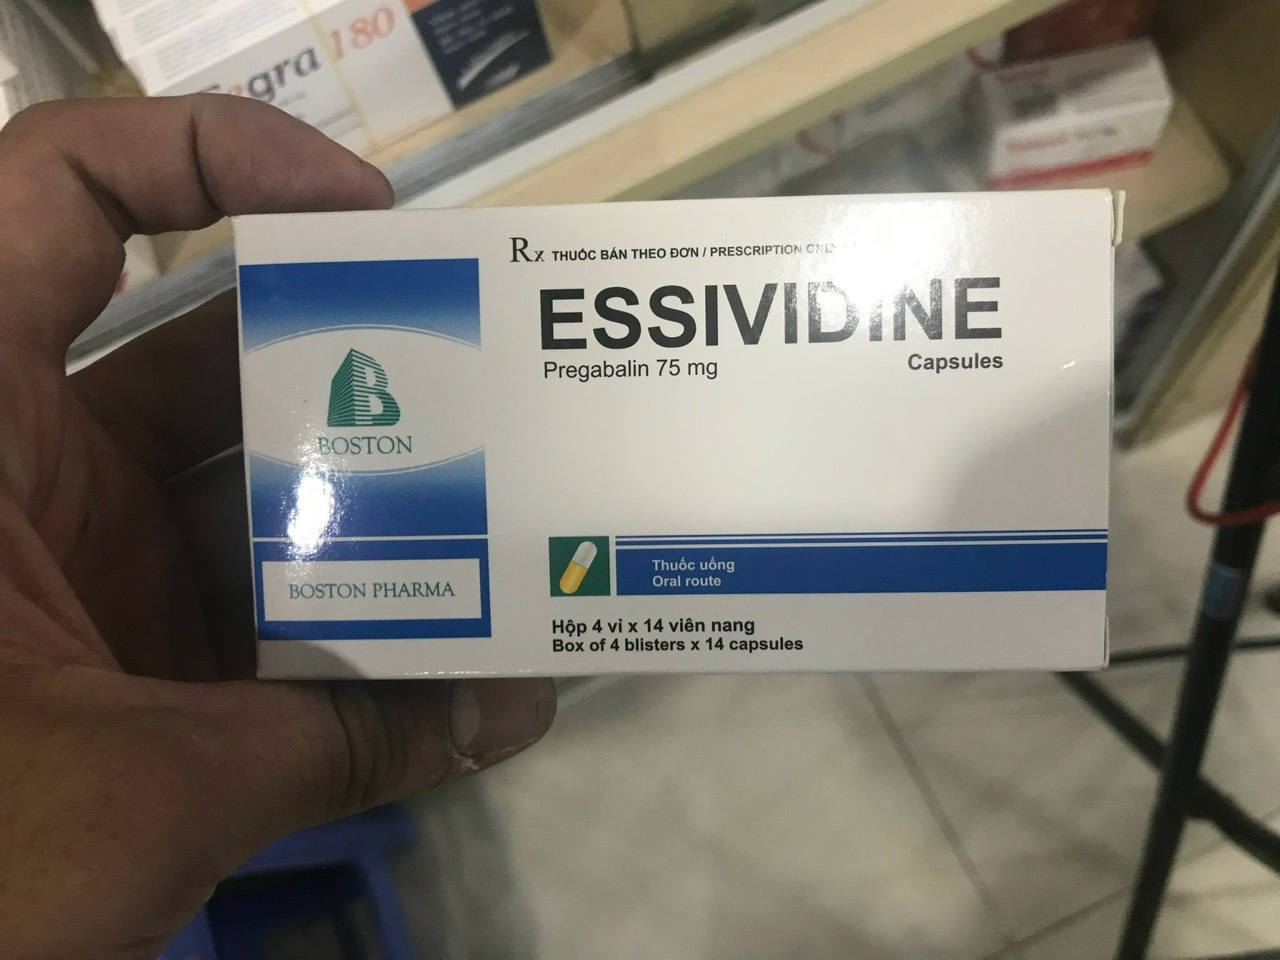 180
Rx THUỐC BÁN THEO ĐƠN / PRESCRIPTION ONLY
ESSIVIDINE
Pregabalin 75 mg
Capsules
B
BOSTON
BOSTON PHARMA
Thuốc uống
Oral route
Hộp 4 vỉ x 14 viên nang
Box of 4 blisters x 14 capsules